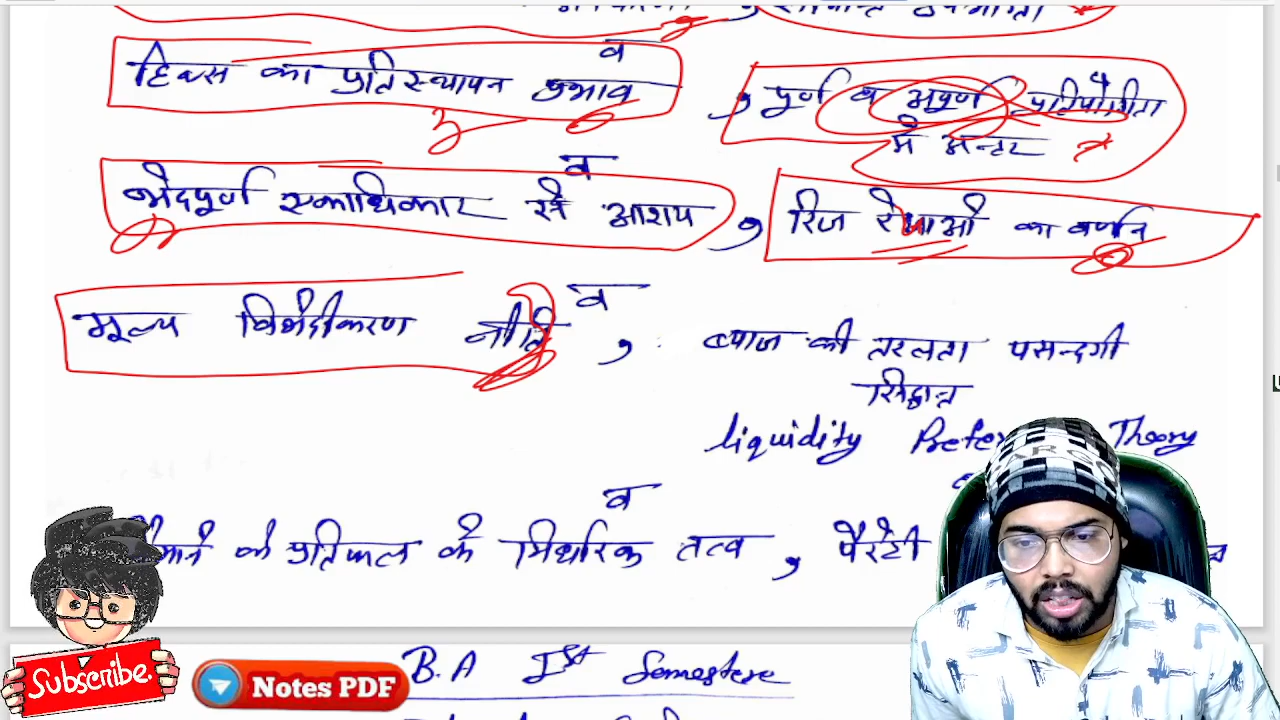 हिक्स का प्रतिस्थापन प्रभाव व
, पूर्ण व अपूर्ण प्रतियोगिता
में अन्तर
भेदपूर्ण एकाधिकार से आशय व
, रिज रेखाओं का वर्णन
मूल्य विभेदीकरण नीति व
, ब्याज की तरलता पसन्दगी
सिद्धान्त
liquidity Theory
के प्रतिफल के निर्धारक तत्व व
, पैरेटो
B.A Ist Semestere
Subscribe.
Notes PDF